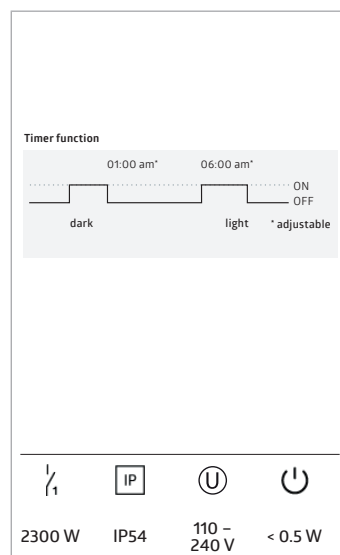 Timer function
01:00 am* 06:00 am*
ON
OFF
dark light * adjustable
1
IP
U
2300 W IP54 110 – 240 V < 0.5 W